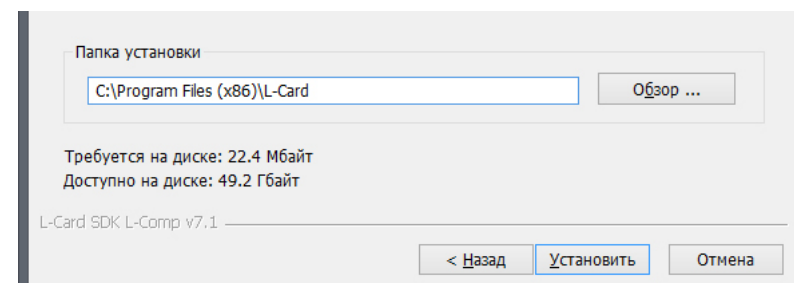 Папка установки
C:\Program Files (x86)\L-Card
Обзор ...
Требуется на диске: 22.4 Мбайт
Доступно на диске: 49.2 Гбайт
L-Card SDK L-Comp v7.1
< Назад
Установить
Отмена